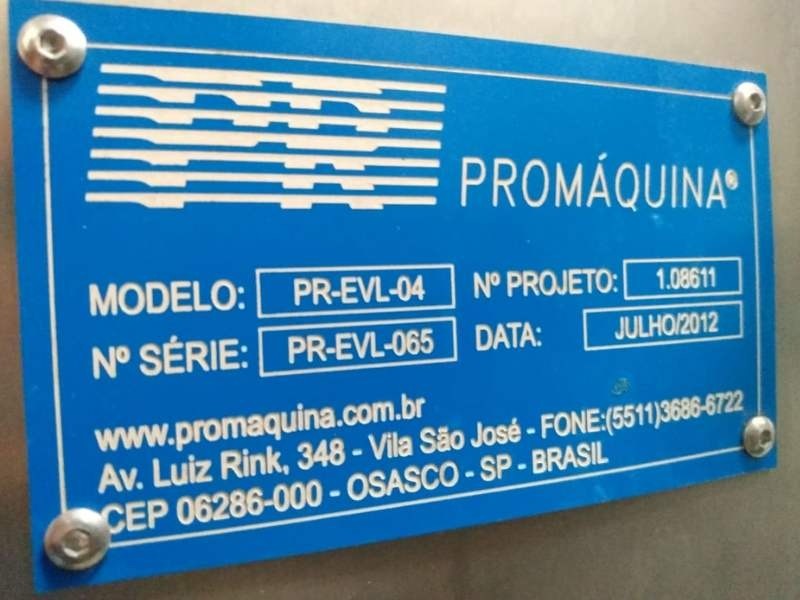 PROMÁQUINA®
MODELO: PR-EVL-04 Nº PROJETO: 1.08611
Nº SÉRIE: PR-EVL-065 DATA: JULHO/2012
www.promaquina.com.br
Av. Luiz Rink, 348 - Vila São José - FONE:(5511)3686-6722
CEP 06286-000 - OSASCO - SP - BRASIL